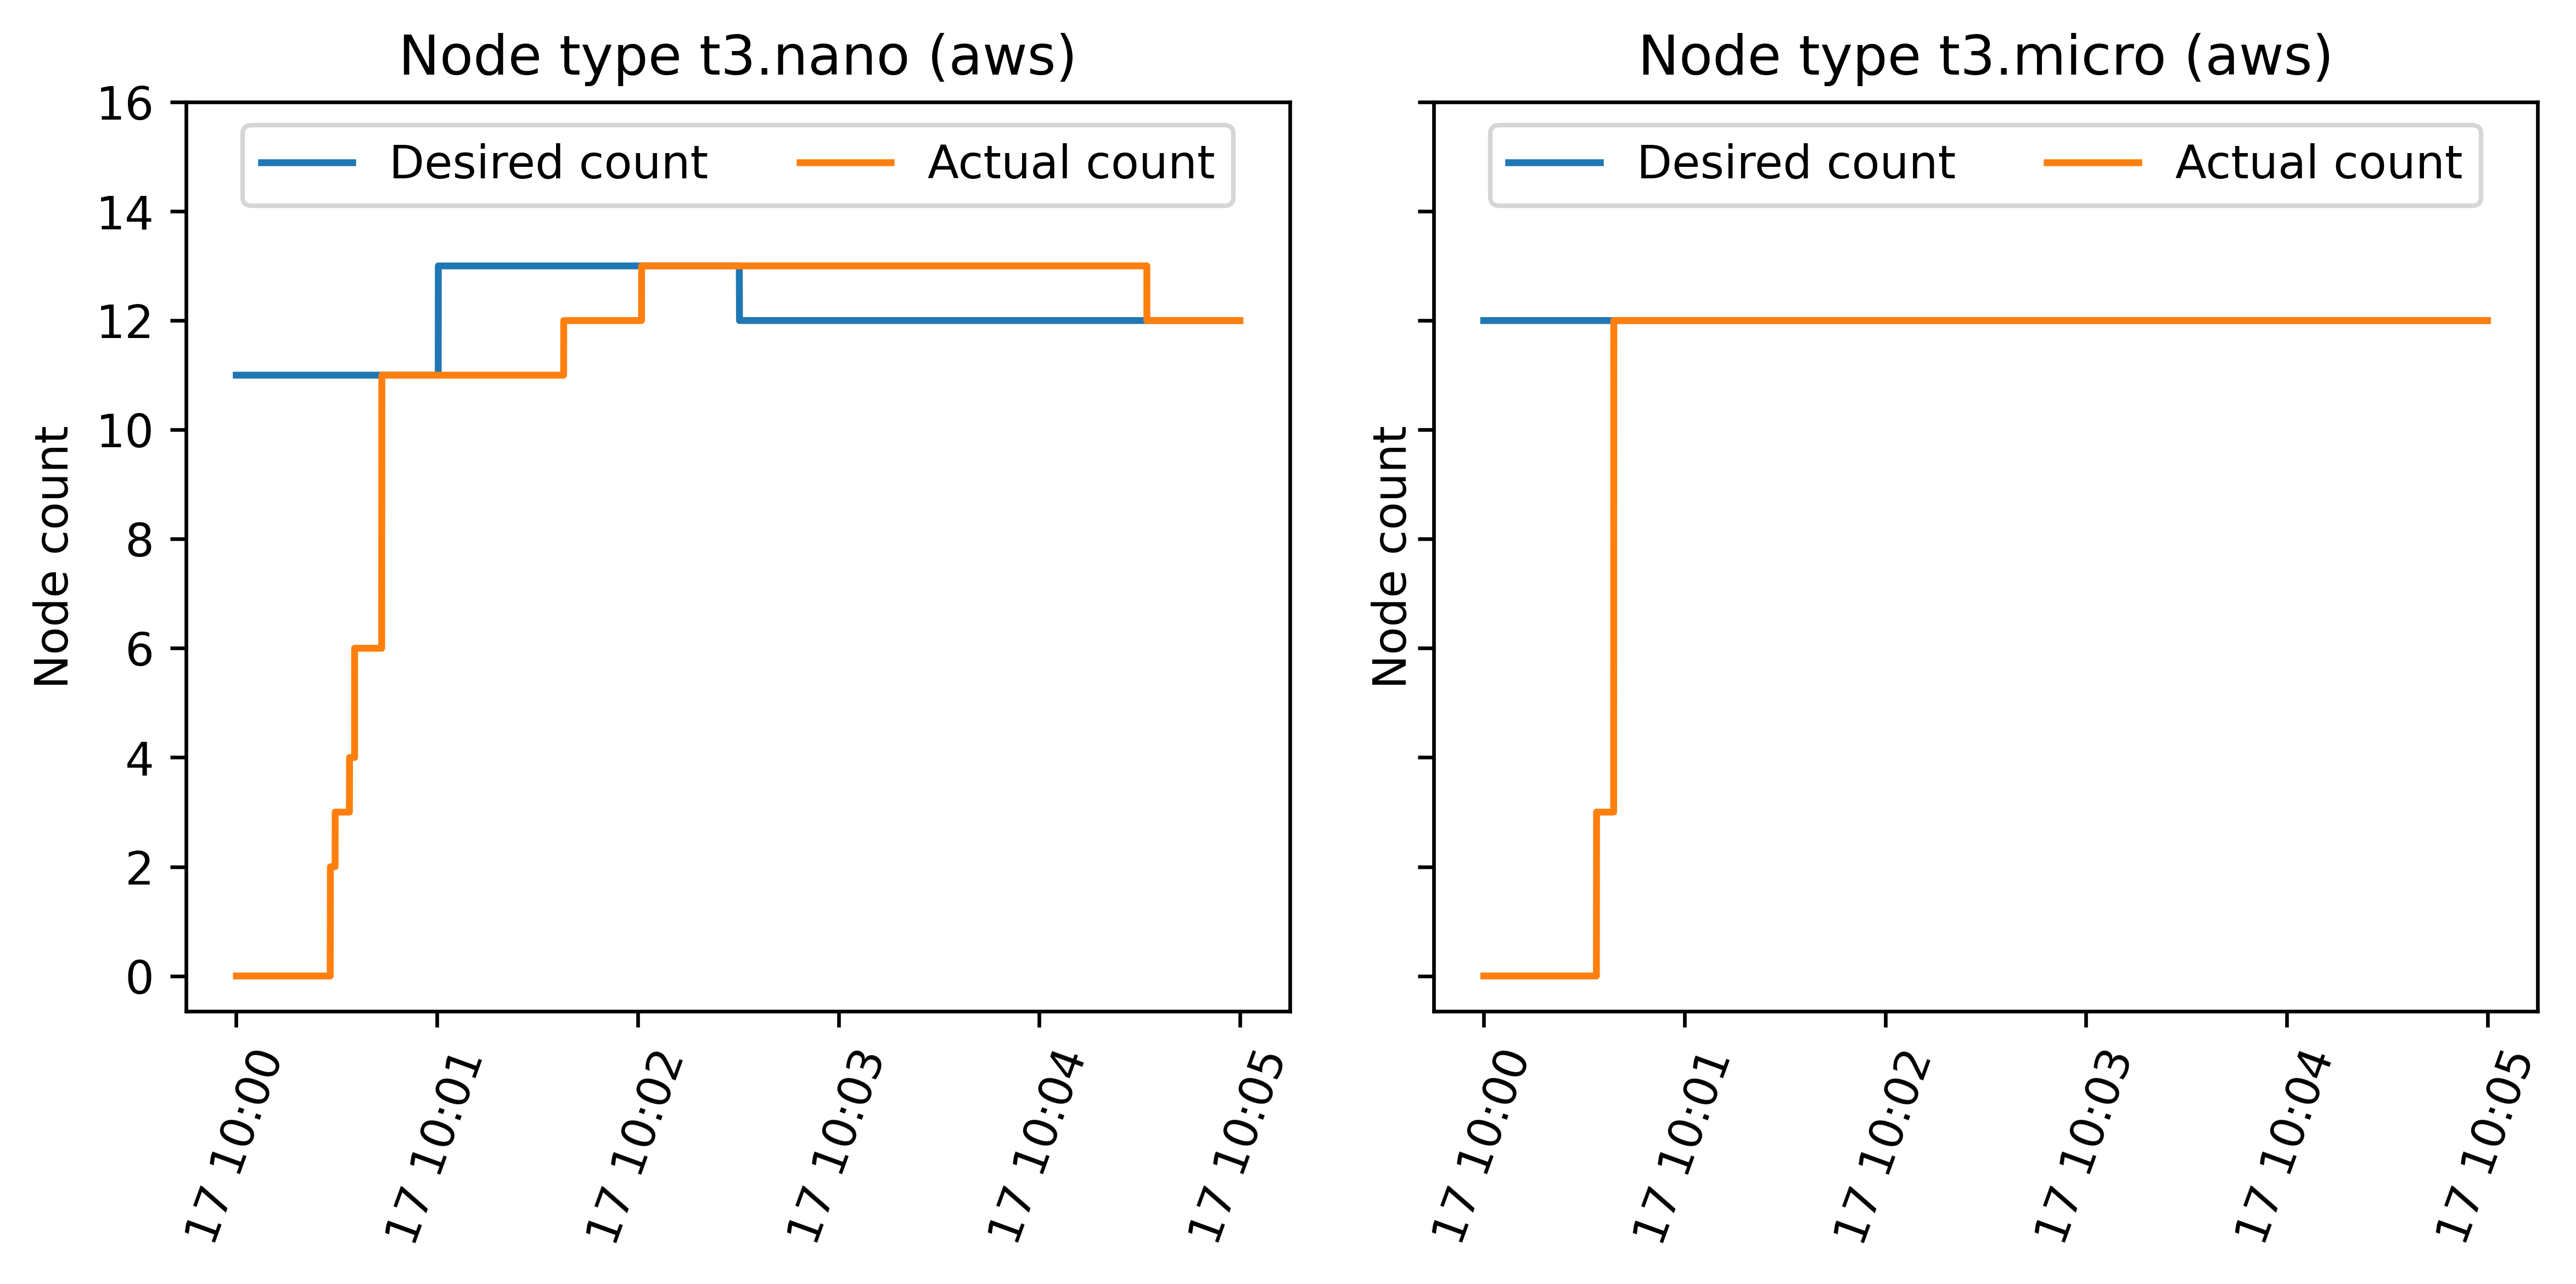 Node type t3.nano (aws)
Desired count
Actual count
Node count
16
14
12
10
8
6
4
2
0
17 10:00
17 10:01
17 10:02
17 10:03
17 10:04
17 10:05
Node type t3.micro (aws)
Desired count
Actual count
Node count
17 10:00
17 10:01
17 10:02
17 10:03
17 10:04
17 10:05